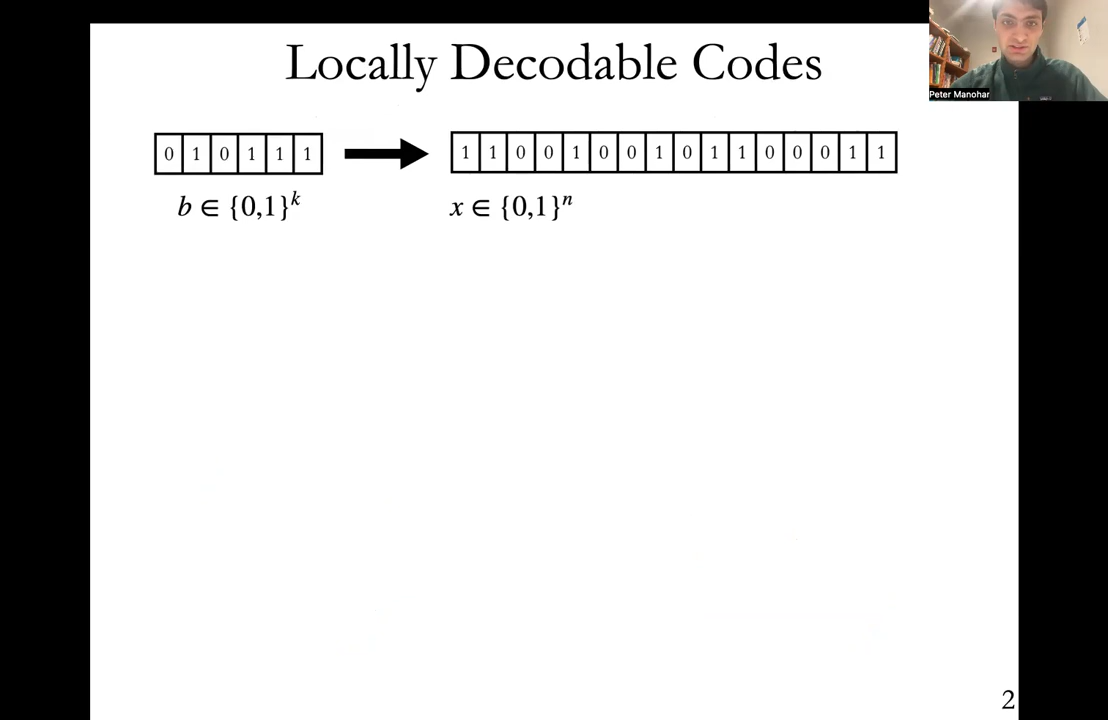 Locally Decodable Codes
Peter Manohar
0 1 0 1 1 1
1 1 0 0 1 0 0 1 0 1 1 0 0 0 1 1
b ∈ {0,1}^k
x ∈ {0,1}^n
2